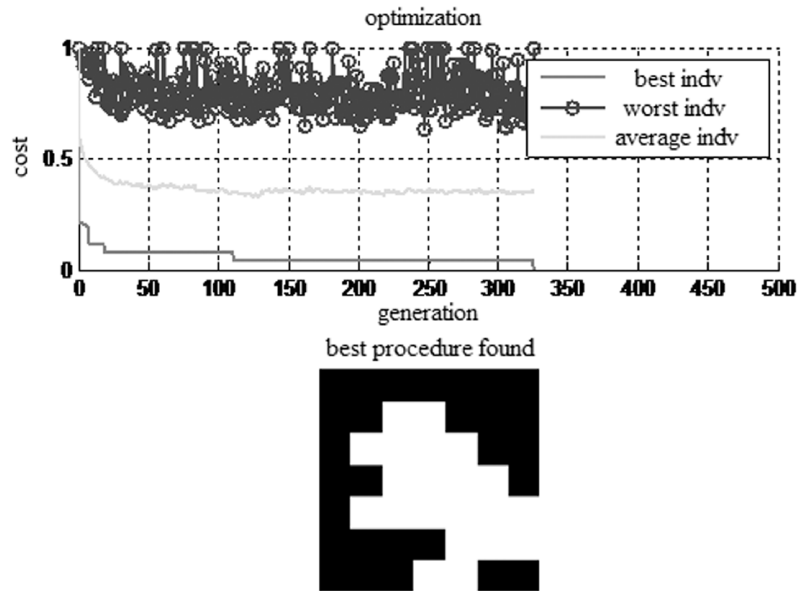 optimization
1
best indv
worst indv
average indv
cost
0.5
0
0 50 100 150 200 250 300 350 400 450 500
generation
best procedure found